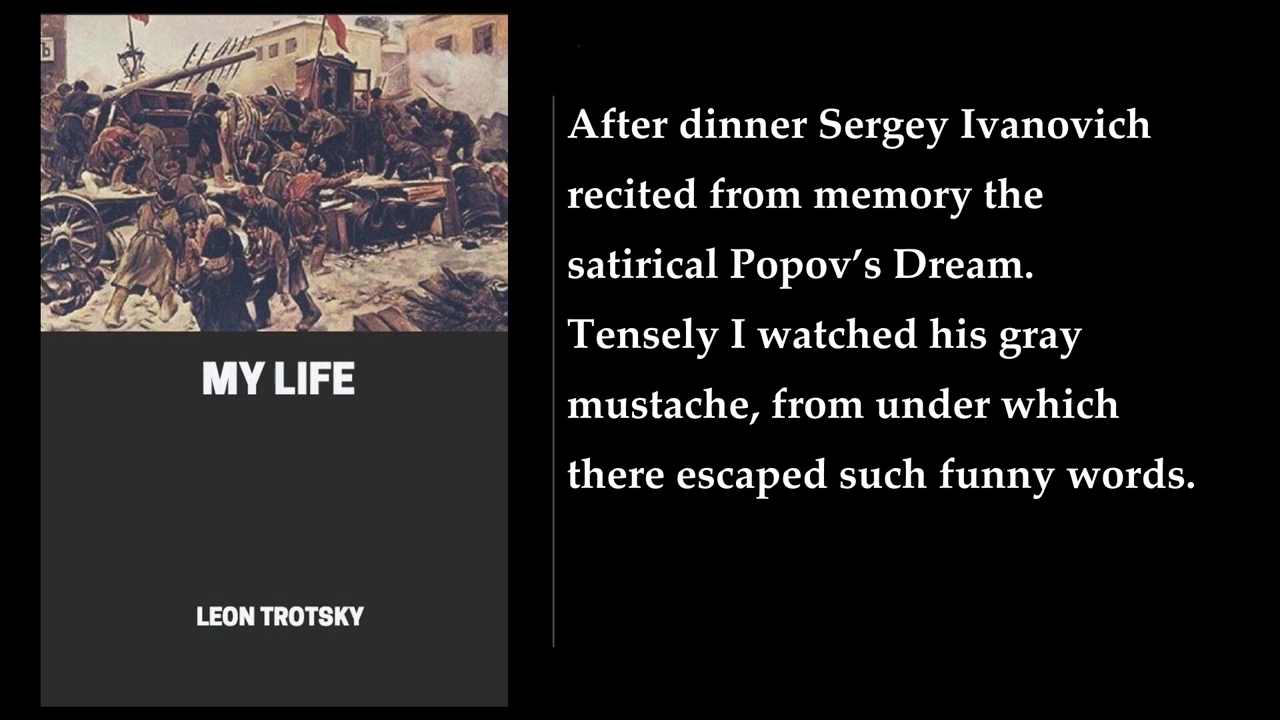 MY LIFE
LEON TROTSKY
After dinner Sergey Ivanovich
recited from memory the
satirical Popov’s Dream.
Tensely I watched his gray
mustache, from under which
there escaped such funny words.